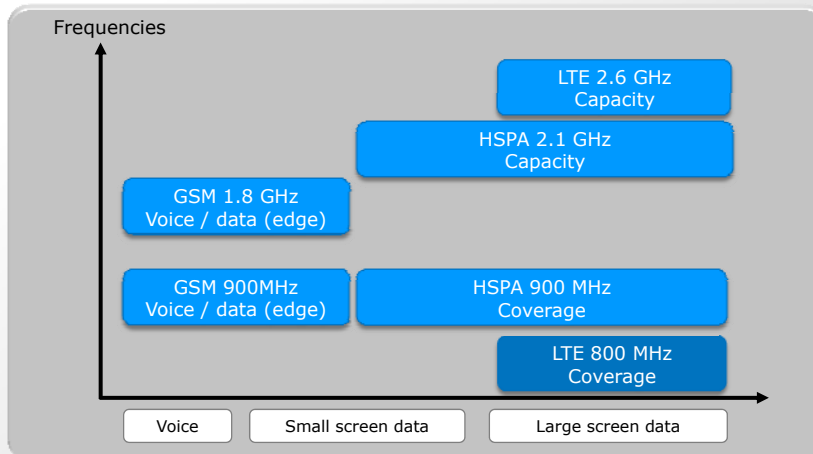 Frequencies
LTE 2.6 GHz
Capacity
HSPA 2.1 GHz
Capacity
GSM 1.8 GHz
Voice / data (edge)
GSM 900MHz
Voice / data (edge)
HSPA 900 MHz
Coverage
LTE 800 MHz
Coverage
Voice
Small screen data
Large screen data